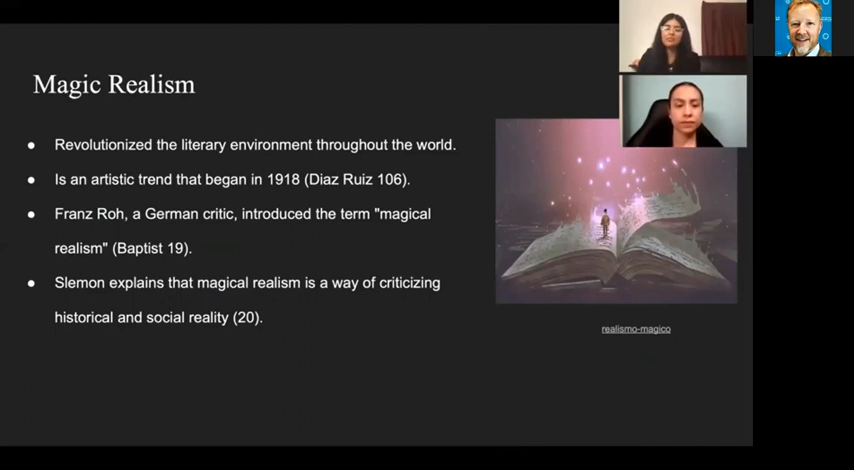 Magic Realism
● Revolutionized the literary environment throughout the world.
● Is an artistic trend that began in 1918 (Diaz Ruiz 106).
● Franz Roh, a German critic, introduced the term "magical
realism" (Baptist 19).
● Slemon explains that magical realism is a way of criticizing
historical and social reality (20).
realismo-magico